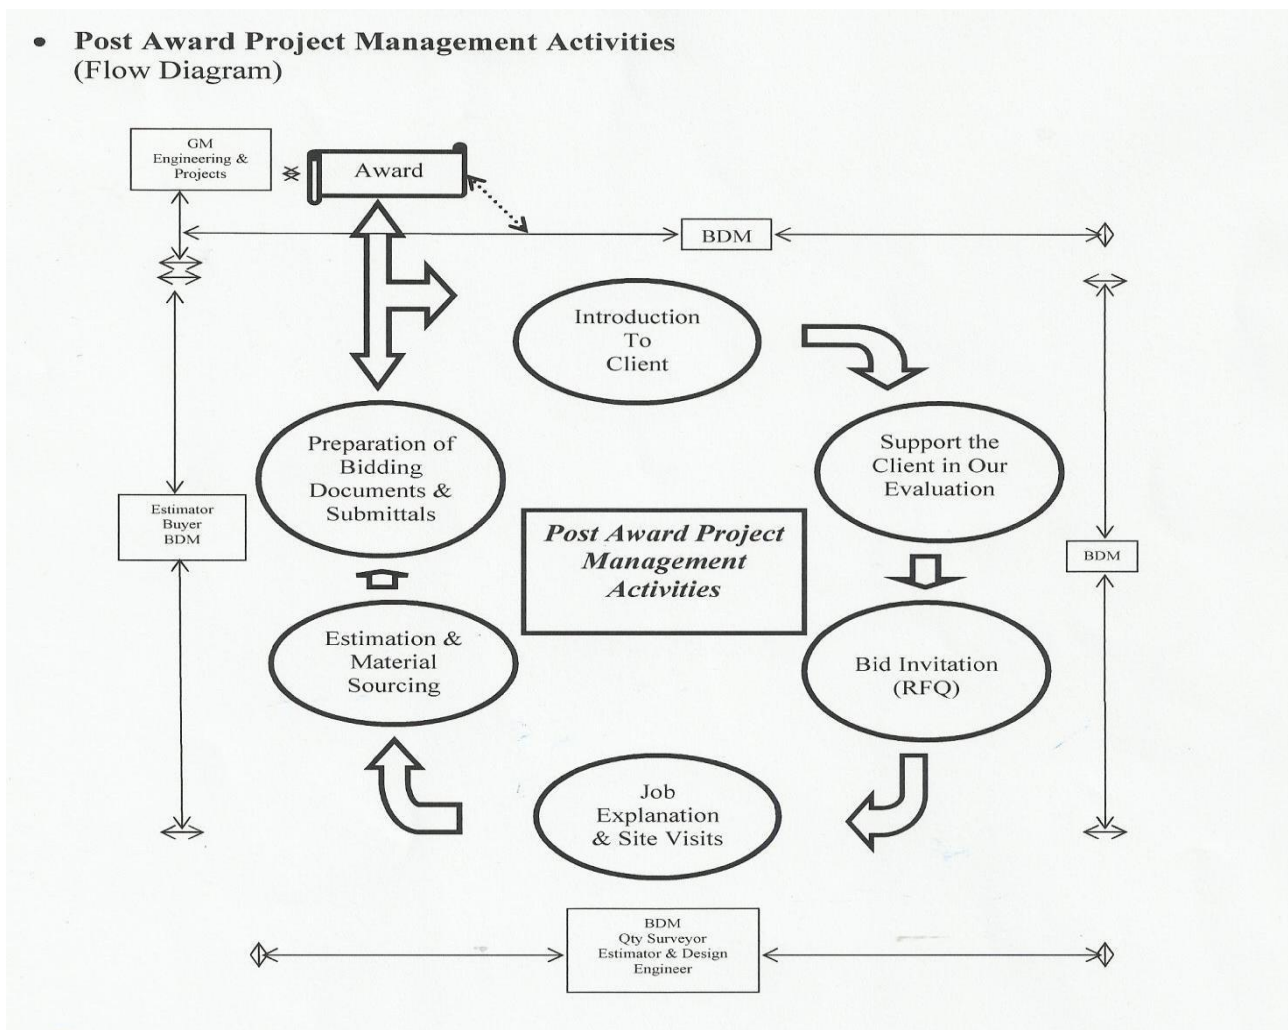 • Post Award Project Management Activities
(Flow Diagram)
GM
Engineering &
Projects
Award
BDM
Introduction
To
Client
Preparation of
Bidding
Documents &
Submittals
Support the
Client in Our
Evaluation
Estimator
Buyer
BDM
Post Award Project
Management
Activities
BDM
Estimation &
Material
Sourcing
Bid Invitation
(RFQ)
Job
Explanation
& Site Visits
BDM
Qty Surveyor
Estimator & Design
Engineer